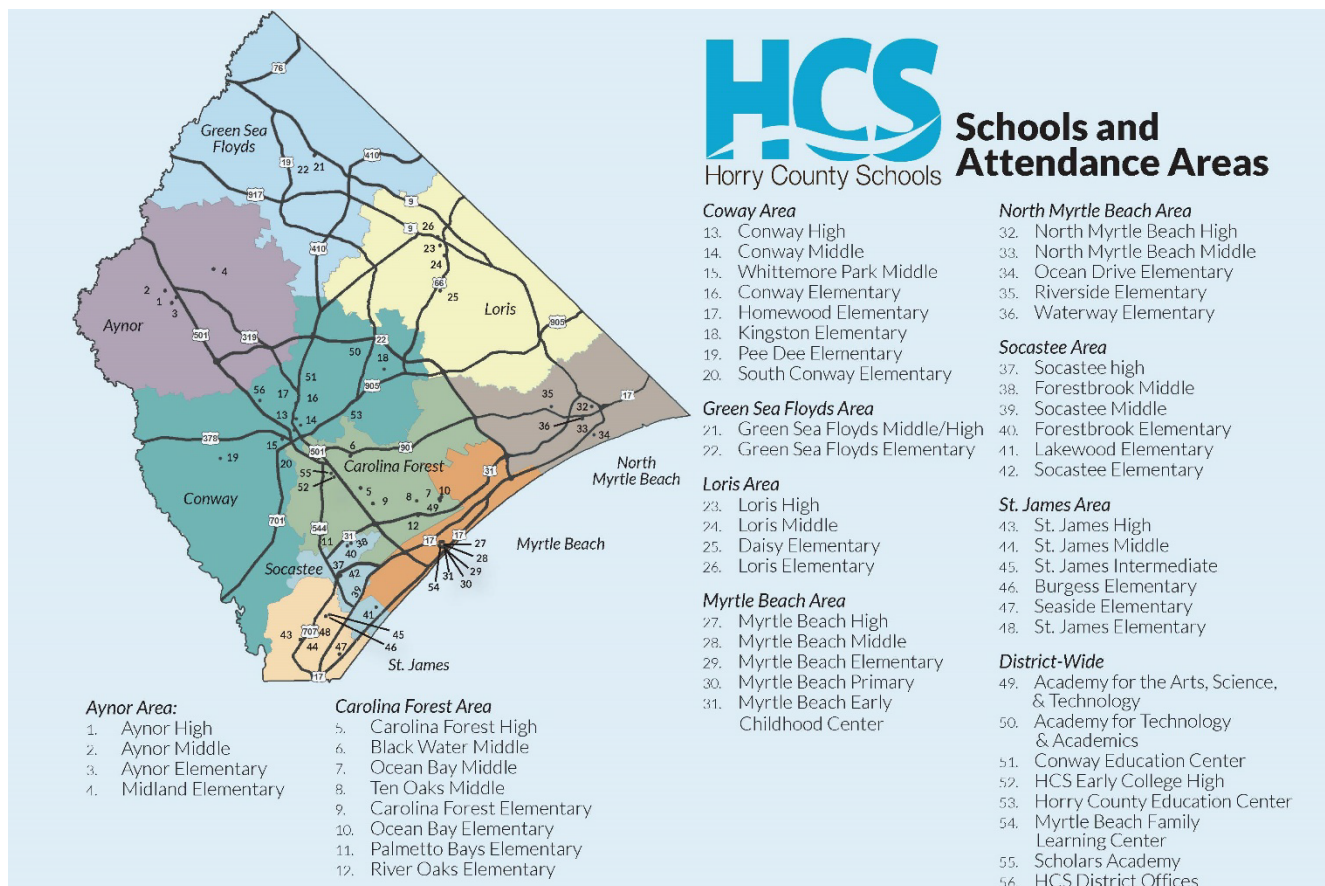 HCS
Horry County Schools
Schools and
Attendance Areas
76
Green Sea
Floyds
19
22
21
410
917
9
9
26
23
24
410
66
25
Loris
4
2
1
3
Aynor
501
319
22
50
18
905
905
51
56
17
16
13
14
53
35
32
17
36
33
34
378
15
501
6
90
19
20
55
52
Carolina Forest
North
Myrtle Beach
31
5
9
8
7
10
49
12
Conway
701
544
11
31
38
40
17
17
27
28
29
30
31
54
Myrtle Beach
Socastee
37
42
39
41
43
707
48
44
45
46
47
St. James
17
Aynor Area:
1. Aynor High
2. Aynor Middle
3. Aynor Elementary
4. Midland Elementary
Carolina Forest Area
5. Carolina Forest High
6. Black Water Middle
7. Ocean Bay Middle
8. Ten Oaks Middle
9. Carolina Forest Elementary
10. Ocean Bay Elementary
11. Palmetto Bays Elementary
12. River Oaks Elementary
Coway Area
13. Conway High
14. Conway Middle
15. Whittemore Park Middle
16. Conway Elementary
17. Homewood Elementary
18. Kingston Elementary
19. Pee Dee Elementary
20. South Conway Elementary
Green Sea Floyds Area
21. Green Sea Floyds Middle/High
22. Green Sea Floyds Elementary
Loris Area
23. Loris High
24. Loris Middle
25. Daisy Elementary
26. Loris Elementary
Myrtle Beach Area
27. Myrtle Beach High
28. Myrtle Beach Middle
29. Myrtle Beach Elementary
30. Myrtle Beach Primary
31. Myrtle Beach Early
Childhood Center
North Myrtle Beach Area
32. North Myrtle Beach High
33. North Myrtle Beach Middle
34. Ocean Drive Elementary
35. Riverside Elementary
36. Waterway Elementary
Socastee Area
37. Socastee high
38. Forestbrook Middle
39. Socastee Middle
40. Forestbrook Elementary
41. Lakewood Elementary
42. Socastee Elementary
St. James Area
43. St. James High
44. St. James Middle
45. St. James Intermediate
46. Burgess Elementary
47. Seaside Elementary
48. St. James Elementary
District-Wide
49. Academy for the Arts, Science,
& Technology
50. Academy for Technology
& Academics
51. Conway Education Center
52. HCS Early College High
53. Horry County Education Center
54. Myrtle Beach Family
Learning Center
55. Scholars Academy
56. HCS District Offices